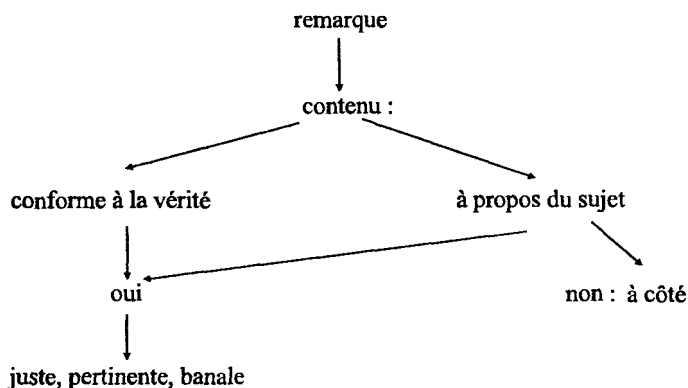 remarque
contenu :
conforme à la vérité
à propos du sujet
oui
non : à côté
juste, pertinente, banale